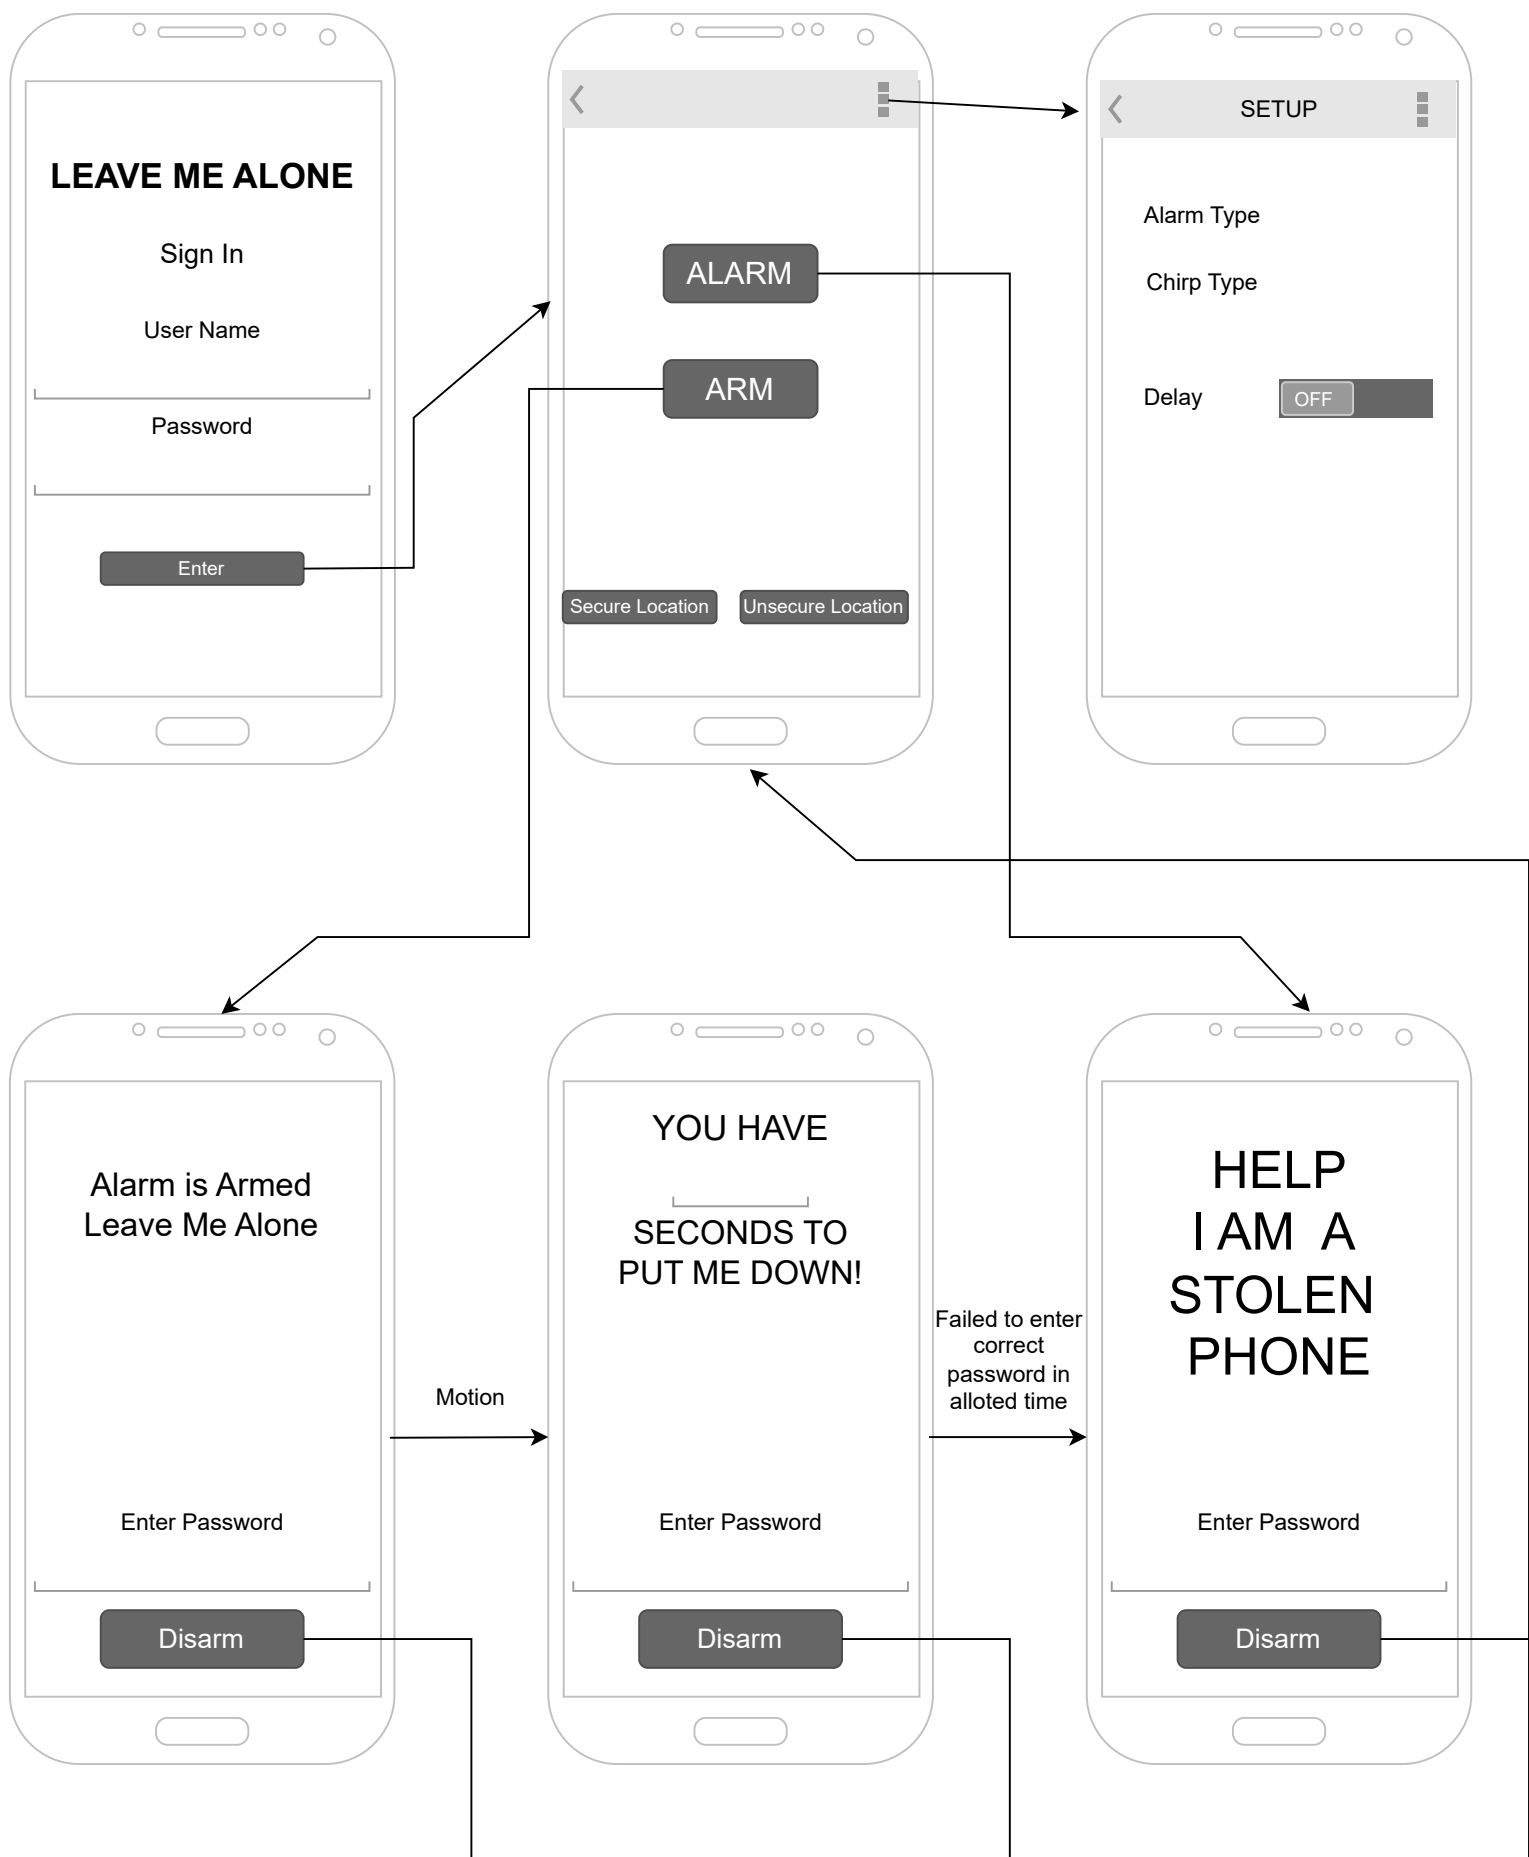 LEAVE ME ALONE
Sign In
User Name
Password
Enter
ALARM
ARM
Secure Location
Unsecure Location
SETUP
Alarm Type
Chirp Type
Delay
OFF
Alarm is Armed
Leave Me Alone
Enter Password
Disarm
Motion
YOU HAVE
SECONDS TO
PUT ME DOWN!
Enter Password
Disarm
Failed to enter
correct
password in
alloted time
HELP
I AM A
STOLEN
PHONE
Enter Password
Disarm